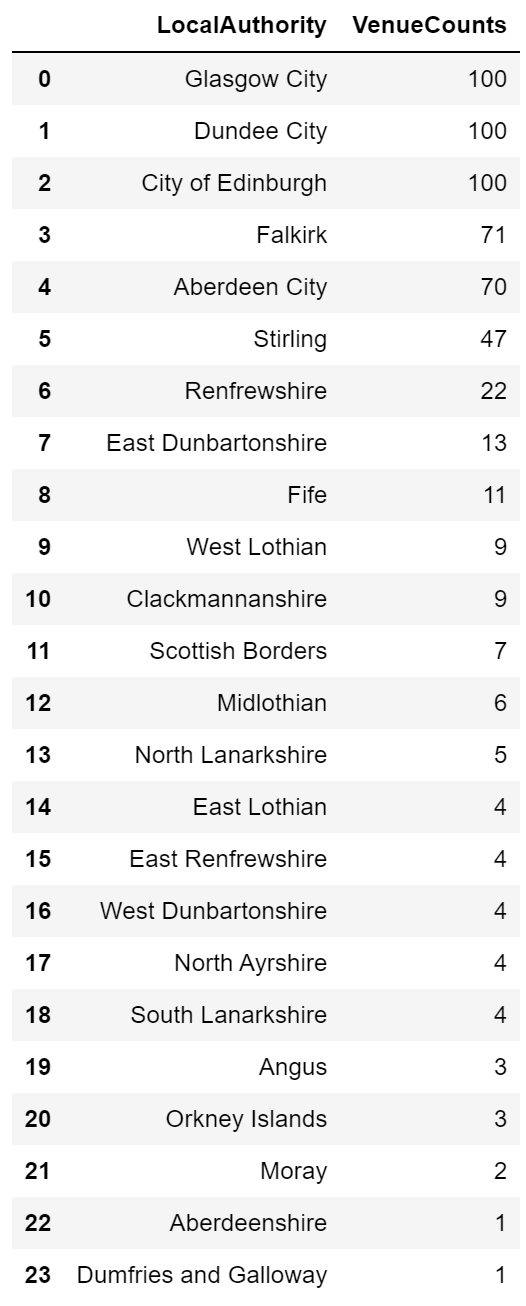 LocalAuthority VenueCounts
0 Glasgow City 100
1 Dundee City 100
2 City of Edinburgh 100
3 Falkirk 71
4 Aberdeen City 70
5 Stirling 47
6 Renfrewshire 22
7 East Dunbartonshire 13
8 Fife 11
9 West Lothian 9
10 Clackmannanshire 9
11 Scottish Borders 7
12 Midlothian 6
13 North Lanarkshire 5
14 East Lothian 4
15 East Renfrewshire 4
16 West Dunbartonshire 4
17 North Ayrshire 4
18 South Lanarkshire 4
19 Angus 3
20 Orkney Islands 3
21 Moray 2
22 Aberdeenshire 1
23 Dumfries and Galloway 1